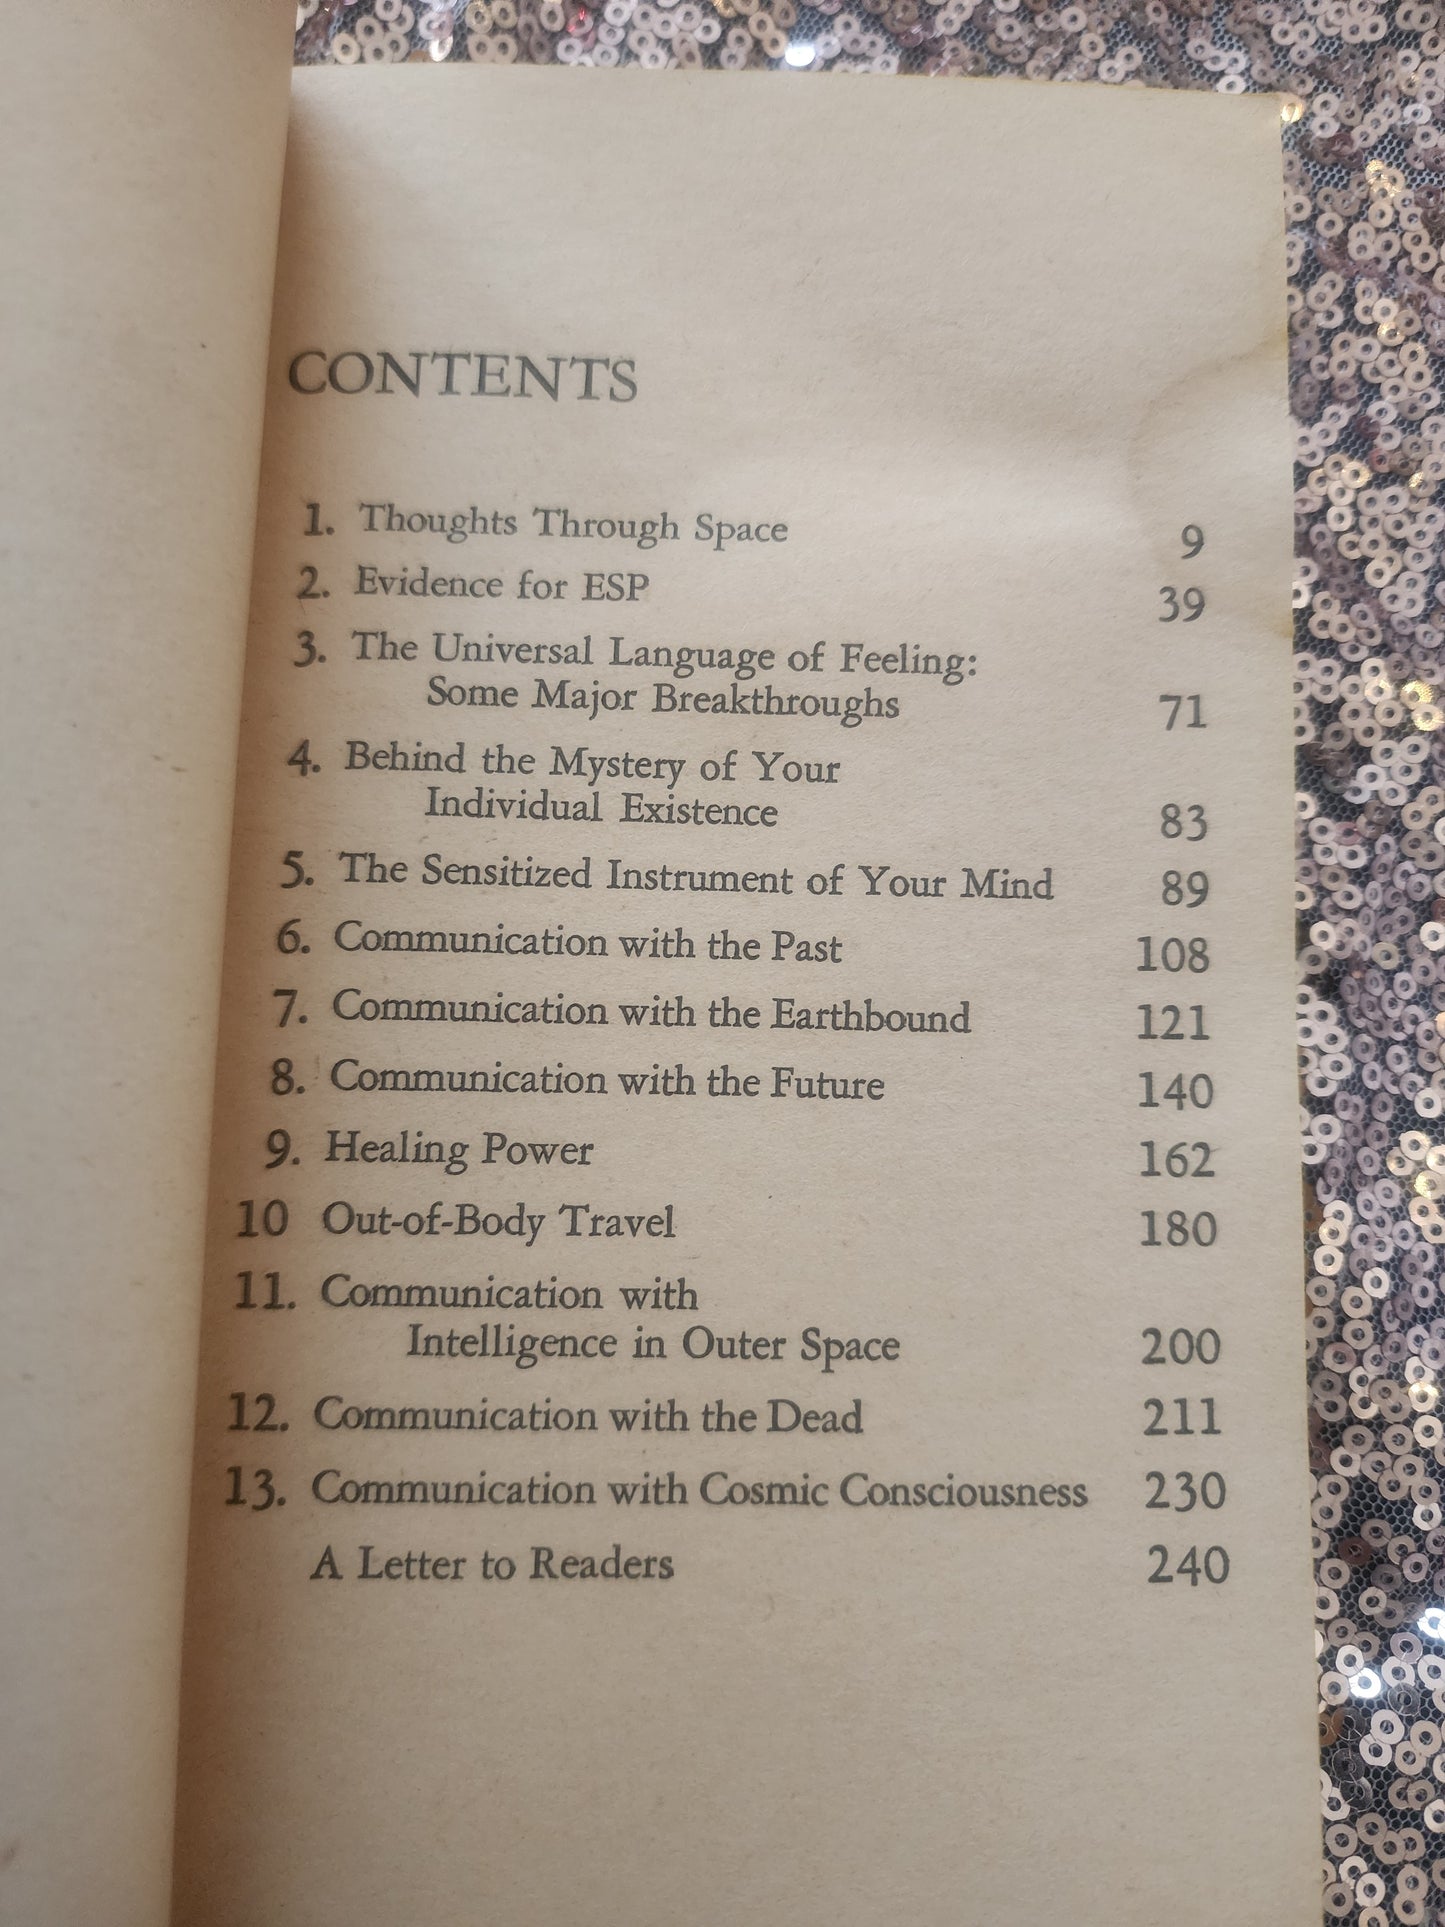 CONTENTS
1. Thoughts Through Space 9
2. Evidence for ESP 39
3. The Universal Language of Feeling:
Some Major Breakthroughs 71
4. Behind the Mystery of Your
Individual Existence 83
5. The Sensitized Instrument of Your Mind 89
6. Communication with the Past 108
7. Communication with the Earthbound 121
8. Communication with the Future 140
9. Healing Power 162
10 Out-of-Body Travel 180
11. Communication with
Intelligence in Outer Space 200
12. Communication with the Dead 211
13. Communication with Cosmic Consciousness 230
A Letter to Readers 240